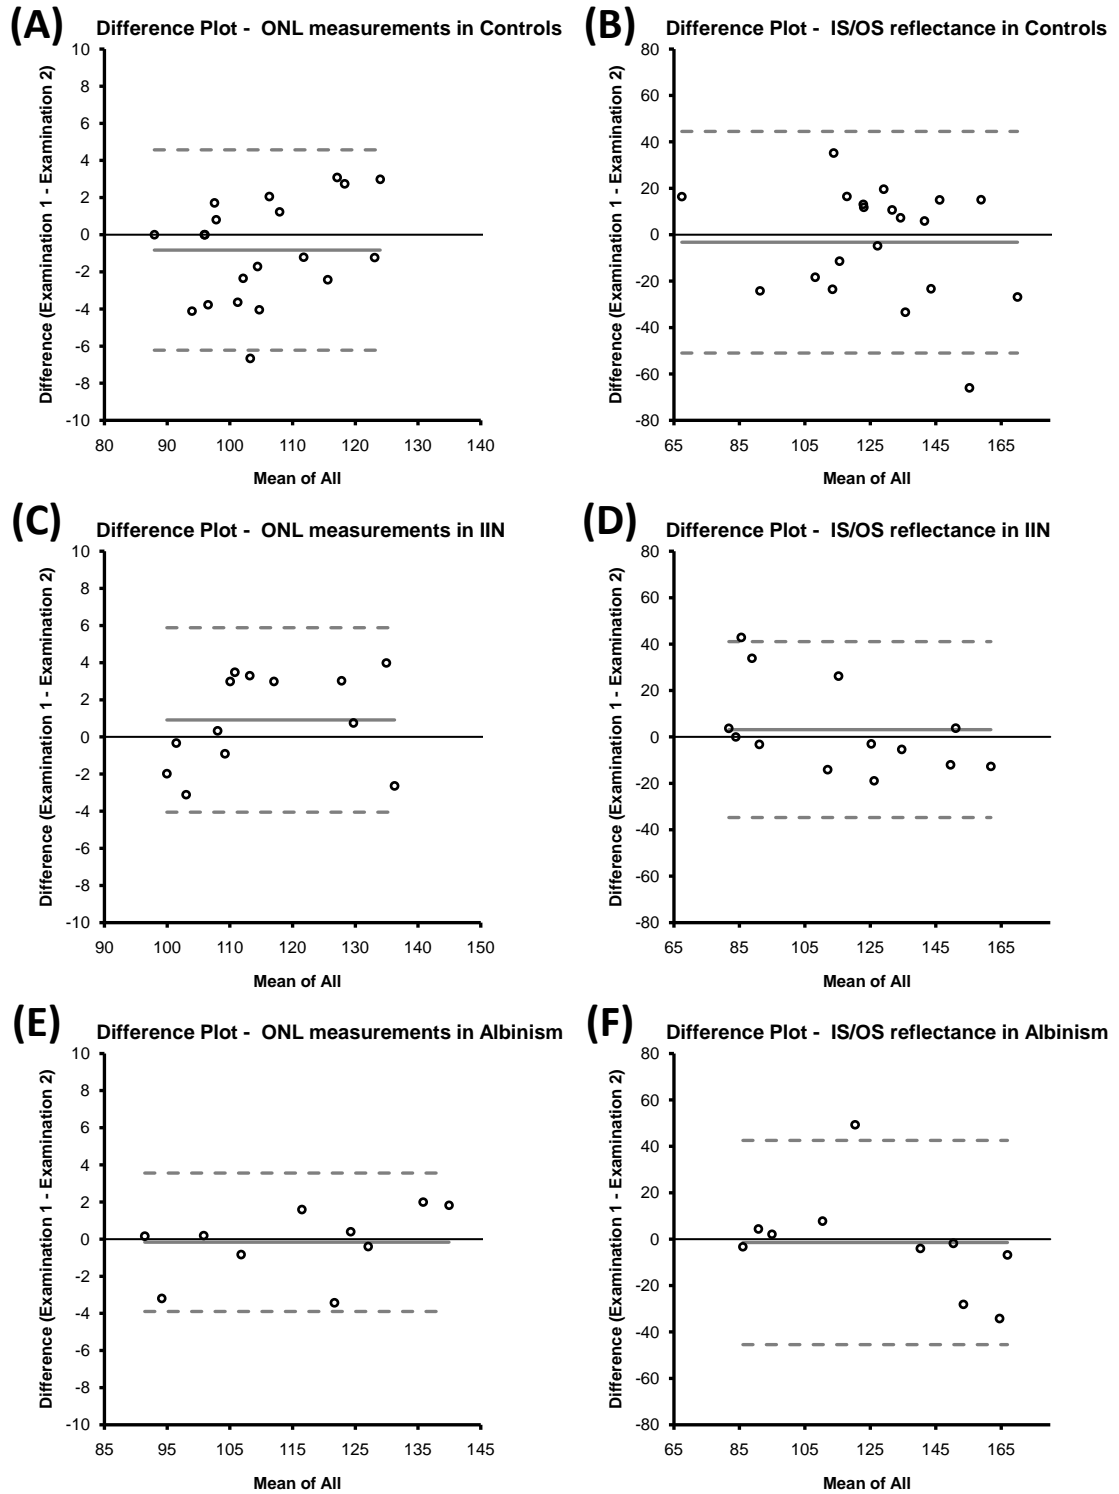 (A)
Difference Plot -  ONL measurements in Controls
Difference (Examination 1 - Examination 2)
10
8
6
4
2
0
-2
-4
-6
-8
-10
80 90 100 110 120 130 140
Mean of All
(B)
Difference Plot -  IS/OS reflectance in Controls
Difference (Examination 1 - Examination 2)
80
60
40
20
0
-20
-40
-60
-80
65 85 105 125 145 165
Mean of All
(C)
Difference Plot -  ONL measurements in IIN
Difference (Examination 1 - Examination 2)
10
8
6
4
2
0
-2
-4
-6
-8
-10
90 100 110 120 130 140 150
Mean of All
(D)
Difference Plot -  IS/OS reflectance in IIN
Difference (Examination 1 - Examination 2)
80
60
40
20
0
-20
-40
-60
-80
65 85 105 125 145 165
Mean of All
(E)
Difference Plot -  ONL measurements in Albinism
Difference (Examination 1 - Examination 2)
10
8
6
4
2
0
-2
-4
-6
-8
-10
85 95 105 115 125 135 145
Mean of All
(F)
Difference Plot -  IS/OS reflectance in Albinism
Difference (Examination 1 - Examination 2)
80
60
40
20
0
-20
-40
-60
-80
65 85 105 125 145 165
Mean of All